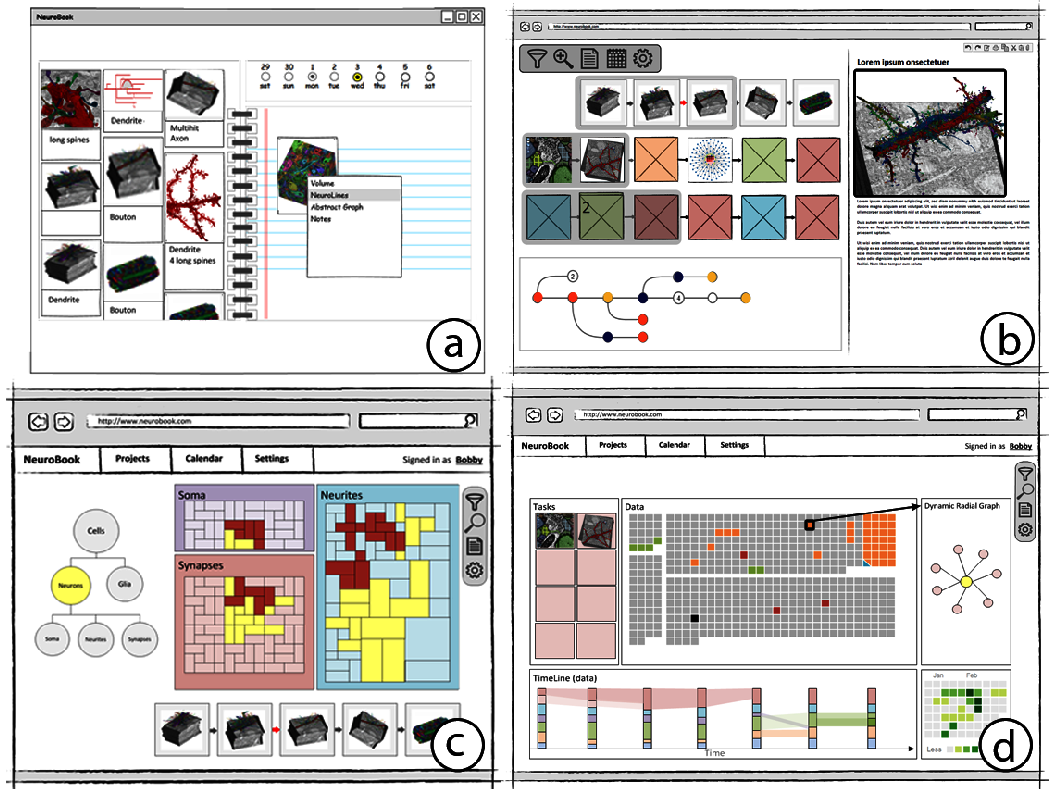 NeuroBook
long spines
Dendrite
Bouton
Dendrite
Multihit
Axon
Dendrite
4 long spines
Bouton
29 30 1 2 3 4 5 6
sat sun mon tue wed thu fri sat
Volume
NeuroLines
Abstract Graph
Notes
a
http://www.neurobook.com
Lorem ipsum onsectetuer
2
2
4
b
http://www.neurobook.com
NeuroBook
Projects
Calendar
Settings
Signed in as Bobby
Cells
Neurons
Glia
Soma
Neurites
Synapses
Soma
Synapses
Neurites
c
http://www.neurobook.com
NeuroBook
Projects
Calendar
Settings
Signed in as Bobby
Tasks
Data
Dynamic Radial Graph
TimeLine (data)
Time
Jan
Feb
Less
d